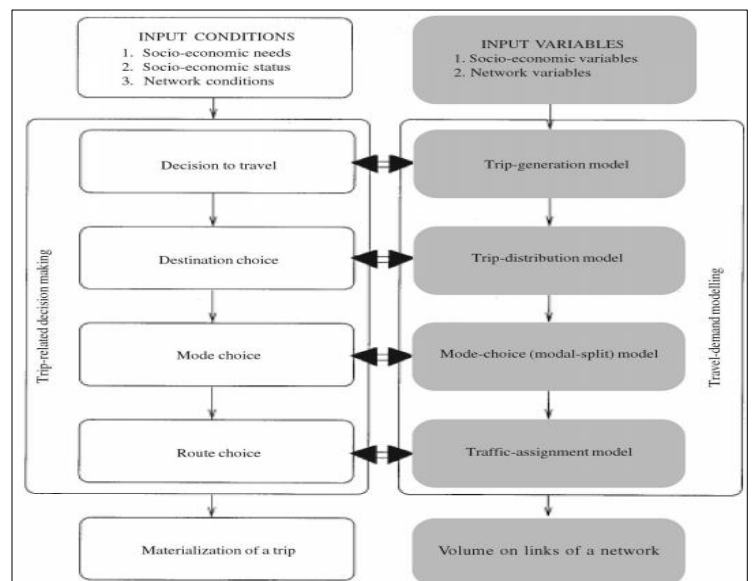 INPUT CONDITIONS
1. Socio-economic needs
2. Socio-economic status
3. Network conditions
INPUT VARIABLES
1. Socio-economic variables
2. Network variables
Trip-related decision making
Decision to travel
Trip-generation model
Destination choice
Trip-distribution model
Mode choice
Mode-choice (modal-split) model
Route choice
Traffic-assignment model
Travel-demand modelling
Materialization of a trip
Volume on links of a network